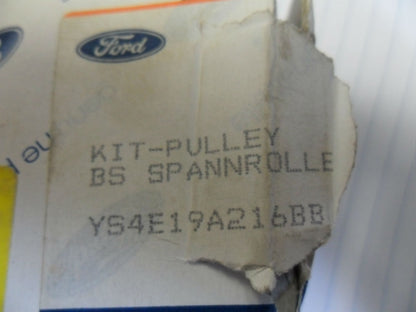 Ford
KIT-PULLEY
BS SPANNROLLE
YS4E19A216BB